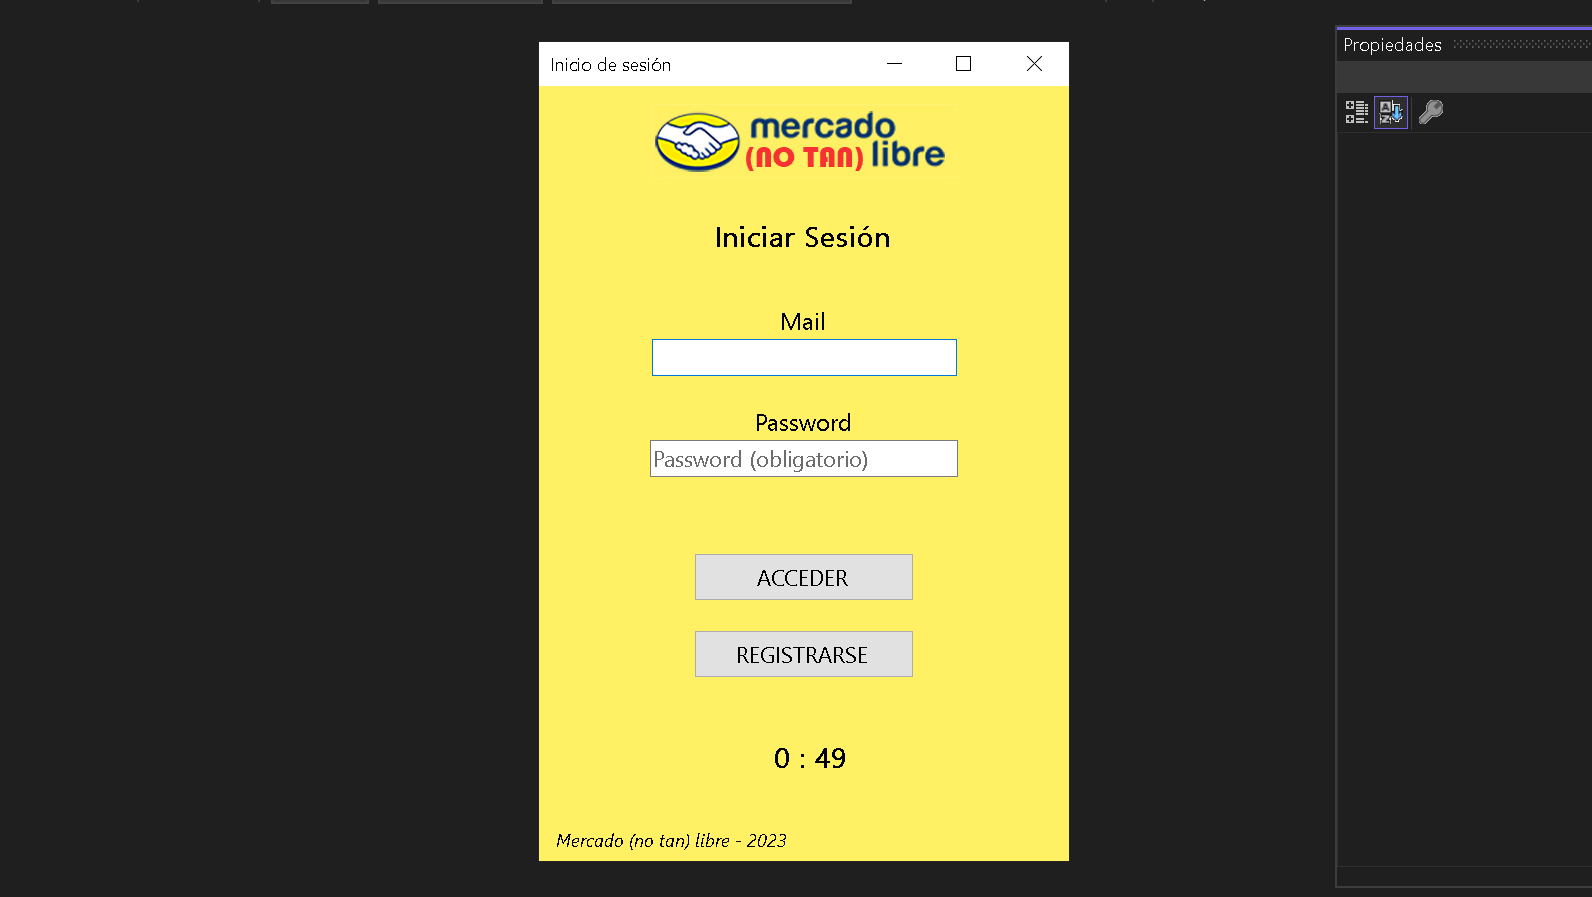 Propiedades
Inicio de sesión
mercado
(NO TAN) libre
Iniciar Sesión
Mail
Password
Password (obligatorio)
ACCEDER
REGISTRARSE
0 : 49
Mercado (no tan) libre - 2023